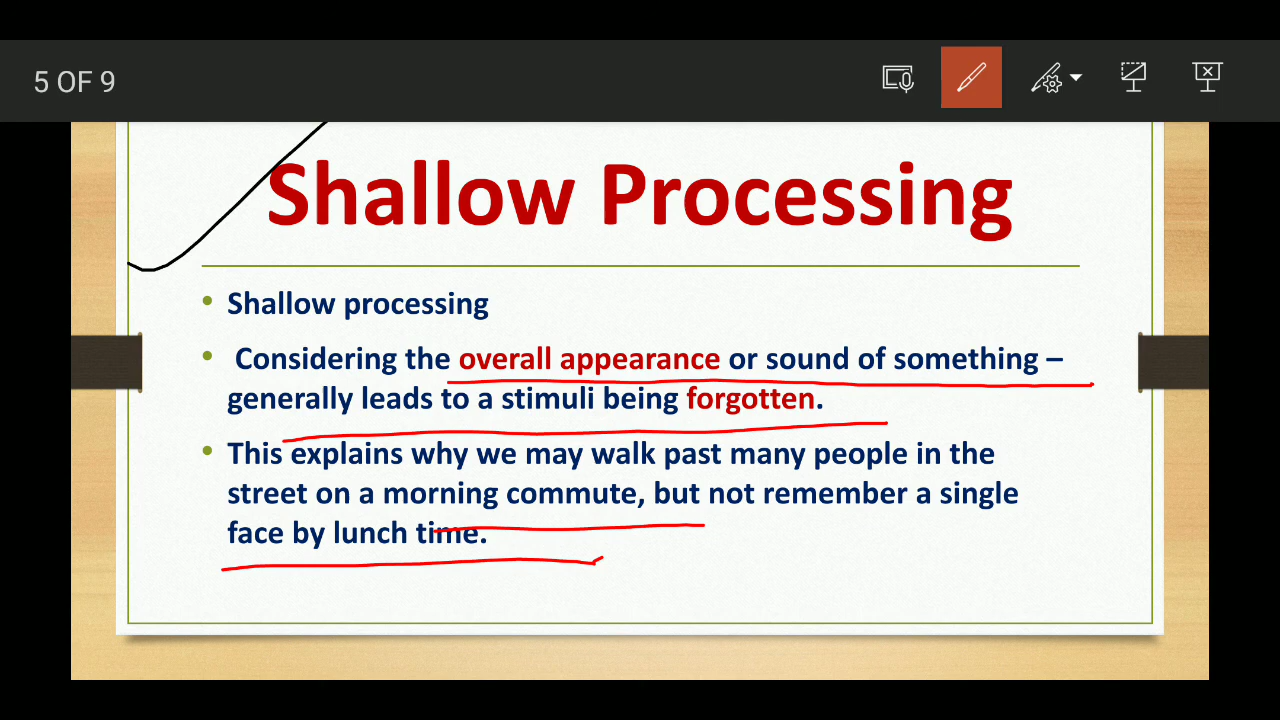 5 OF 9
Shallow Processing
• Shallow processing
• Considering the overall appearance or sound of something –
generally leads to a stimuli being forgotten.
• This explains why we may walk past many people in the
street on a morning commute, but not remember a single
face by lunch time.